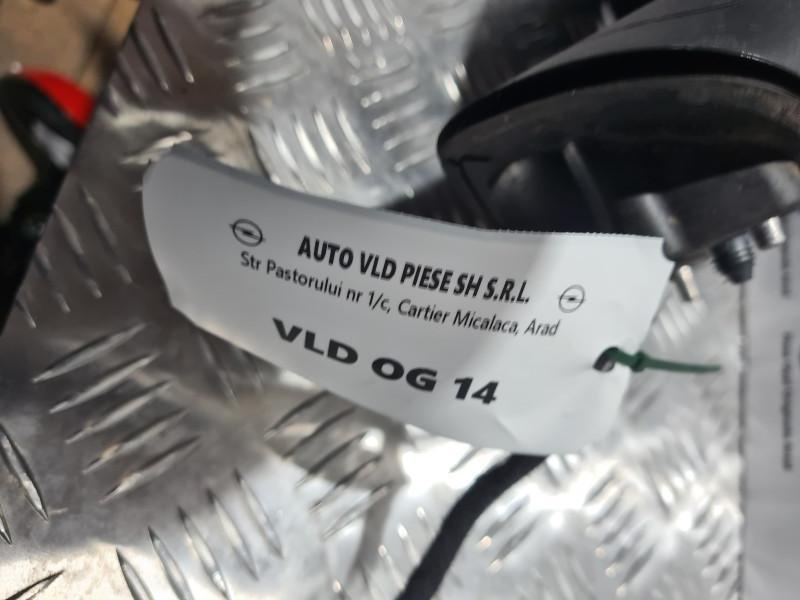 AUTO VLD PIESE SH S.R.L.
Str Pastorului nr 1/c, Cartier Micalaca, Arad
VLD OG 14